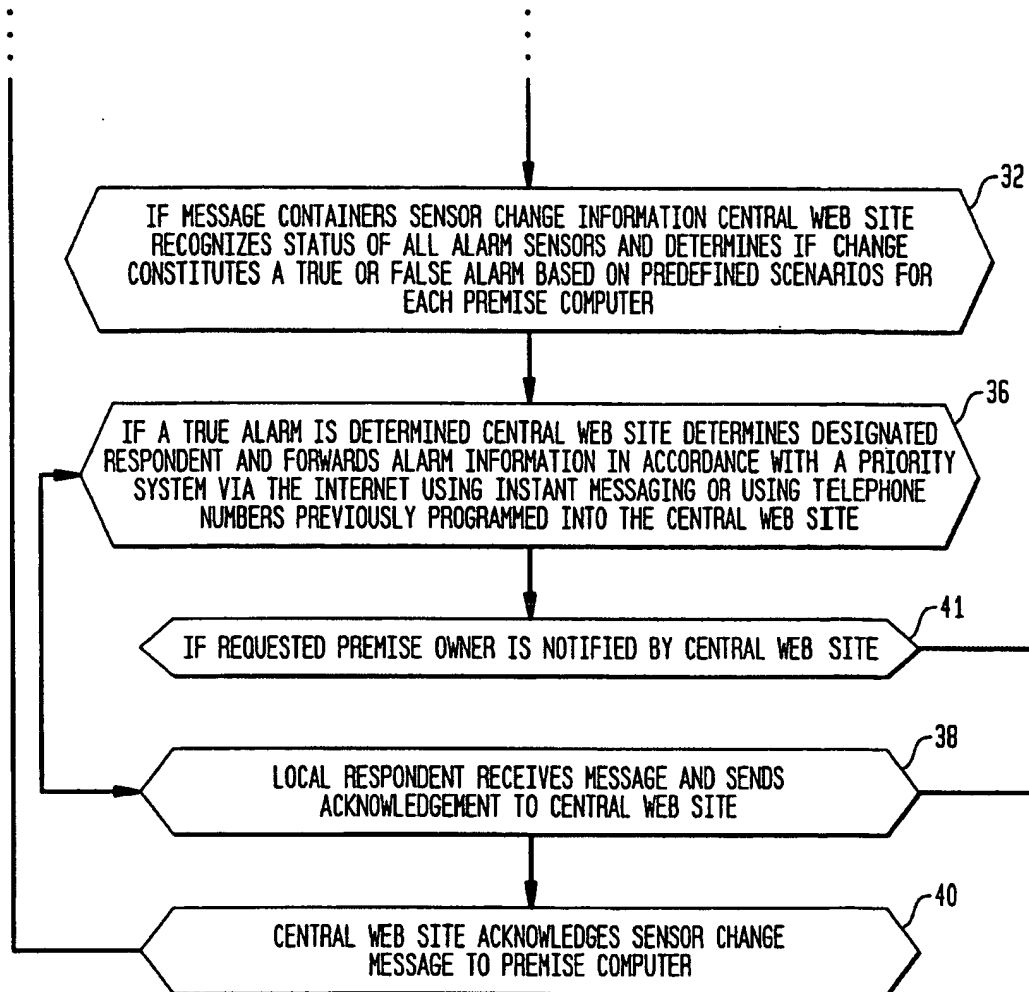 32
IF MESSAGE CONTAINERS SENSOR CHANGE INFORMATION CENTRAL WEB SITE
RECOGNIZES STATUS OF ALL ALARM SENSORS AND DETERMINES IF CHANGE
CONSTITUTES A TRUE OR FALSE ALARM BASED ON PREDEFINED SCENARIOS FOR
EACH PREMISE COMPUTER
36
IF A TRUE ALARM IS DETERMINED CENTRAL WEB SITE DETERMINES DESIGNATED
RESPONDENT AND FORWARDS ALARM INFORMATION IN ACCORDANCE WITH A PRIORITY
SYSTEM VIA THE INTERNET USING INSTANT MESSAGING OR USING TELEPHONE
NUMBERS PREVIOUSLY PROGRAMMED INTO THE CENTRAL WEB SITE
41
IF REQUESTED PREMISE OWNER IS NOTIFIED BY CENTRAL WEB SITE
38
LOCAL RESPONDENT RECEIVES MESSAGE AND SENDS
ACKNOWLEDGEMENT TO CENTRAL WEB SITE
40
CENTRAL WEB SITE ACKNOWLEDGES SENSOR CHANGE
MESSAGE TO PREMISE COMPUTER